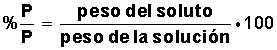 % P/P = peso del soluto / peso de la solución • 100